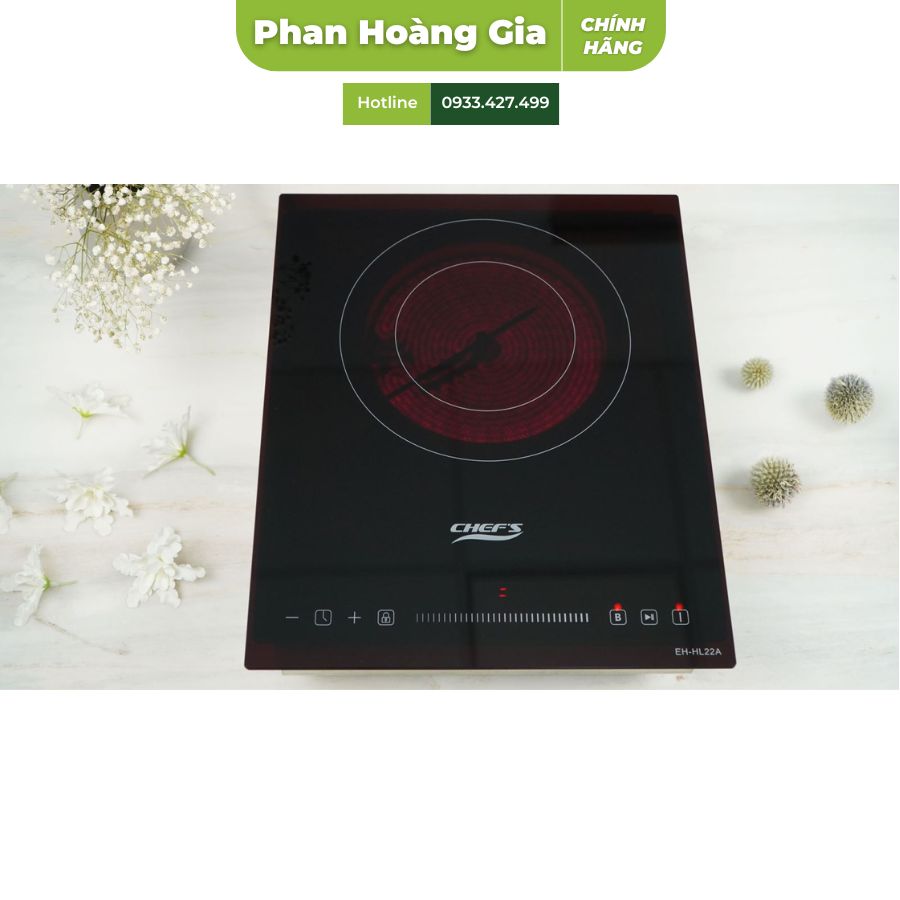 Phan Hoàng Gia
CHÍNH
HÃNG
Hotline
0933.427.499
CHEF'S
B
EH-HL22A